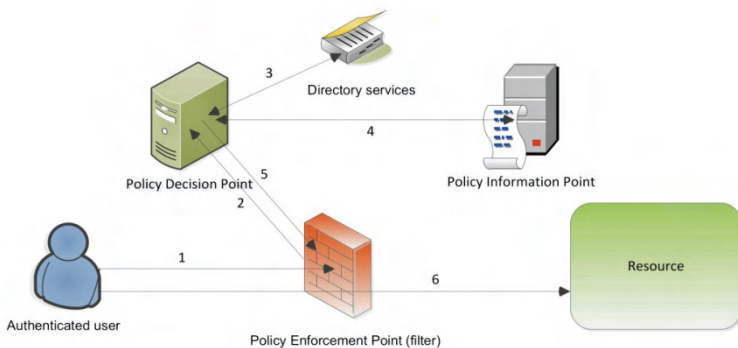 3
Directory services
4
Policy Decision Point
Policy Information Point
5
2
1
6
Resource
Authenticated user
Policy Enforcement Point (filter)